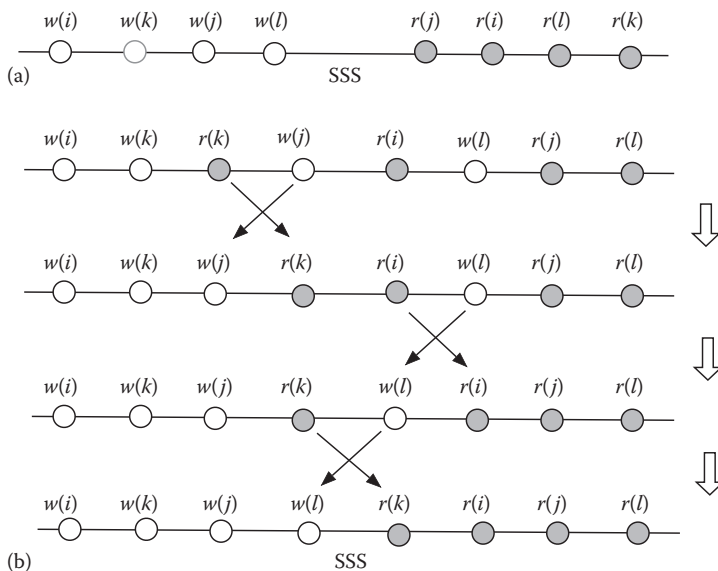 w(i) w(k) w(j) w(l) r(j) r(i) r(l) r(k)
(a) SSS
w(i) w(k) r(k) w(j) r(i) w(l) r(j) r(l)
w(i) w(k) w(j) r(k) r(i) w(l) r(j) r(l)
w(i) w(k) w(j) r(k) w(l) r(i) r(j) r(l)
w(i) w(k) w(j) w(l) r(k) r(i) r(j) r(l)
(b) SSS